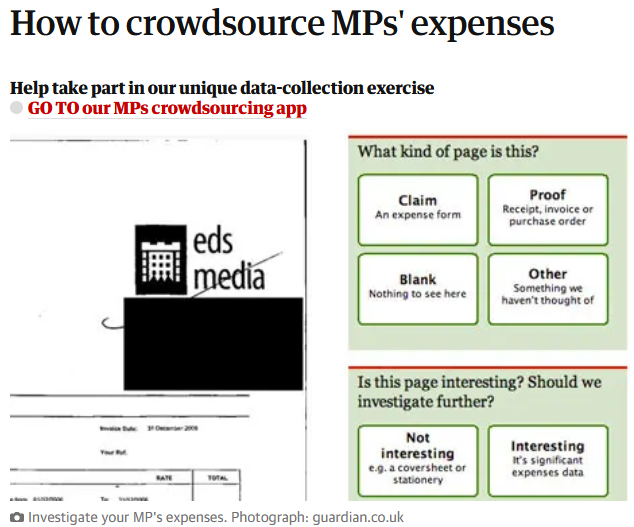 How to crowdsource MPs' expenses
Help take part in our unique data-collection exercise
GO TO our MPs crowdsourcing app
eds
media
Invoice Date: 31 December 2005
Your Ref.
RATE TOTAL
To
What kind of page is this?
Claim
An expense form
Proof
Receipt, invoice or
purchase order
Blank
Nothing to see here
Other
Something we
haven't thought of
Is this page interesting? Should we
investigate further?
Not
interesting
e.g. a coversheet or
stationery
Interesting
It's significant
expenses data
Investigate your MP's expenses. Photograph: guardian.co.uk